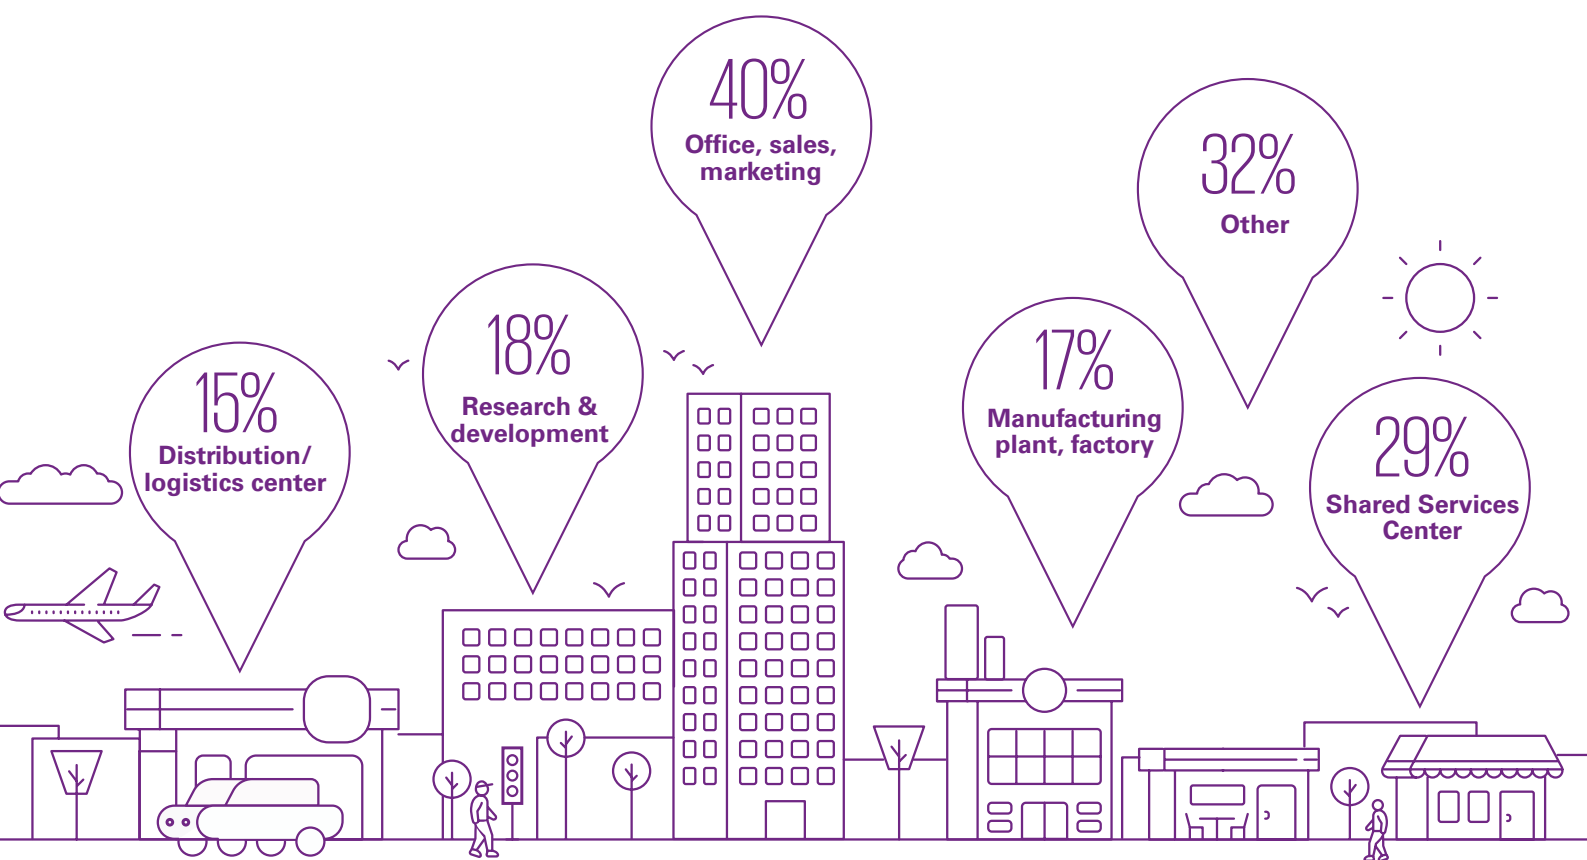 40%
Office, sales,
marketing
32%
Other
18%
Research &
development
17%
Manufacturing
plant, factory
15%
Distribution/
logistics center
29%
Shared Services
Center